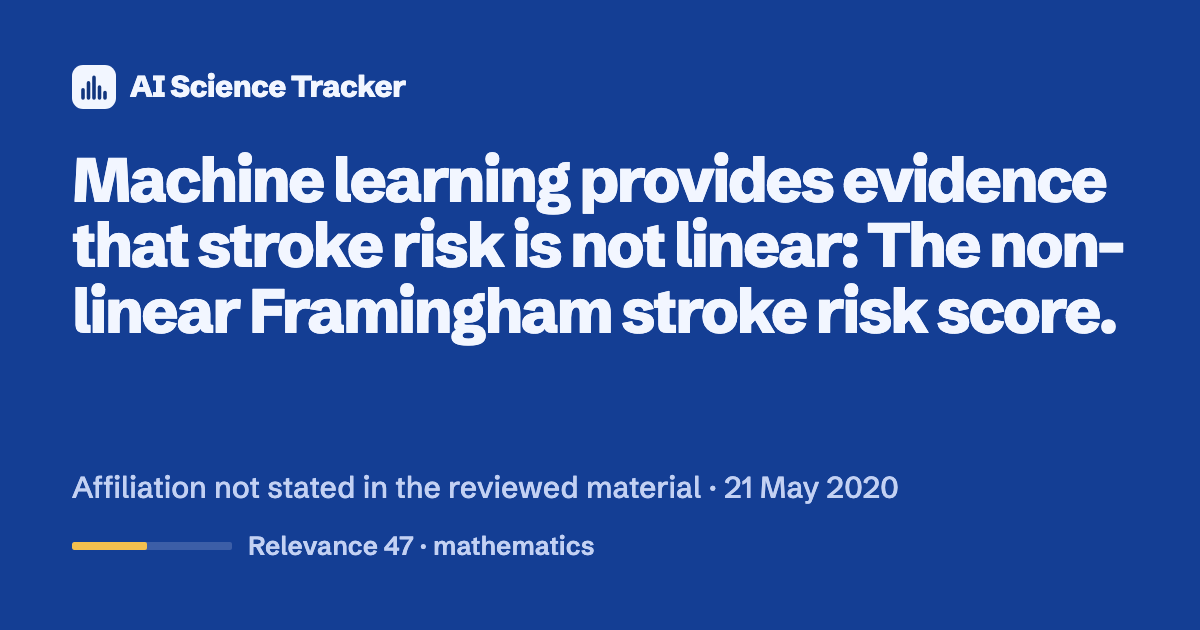 AI Science Tracker
Machine learning provides evidence
that stroke risk is not linear: The non-
linear Framingham stroke risk score.
Affiliation not stated in the reviewed material · 21 May 2020
Relevance 47 · mathematics